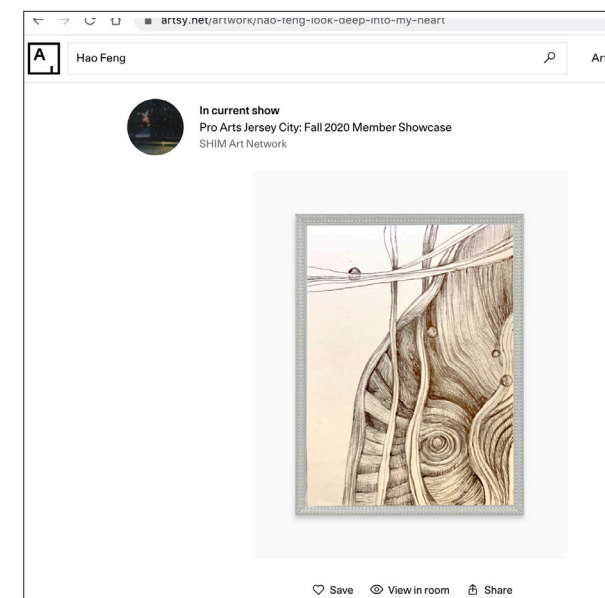 artsy.net/artwork/hao-feng-look-deep-into-my-heart
A
Hao Feng
Art
In current show
Pro Arts Jersey City: Fall 2020 Member Showcase
SHIM Art Network
Save View in room Share